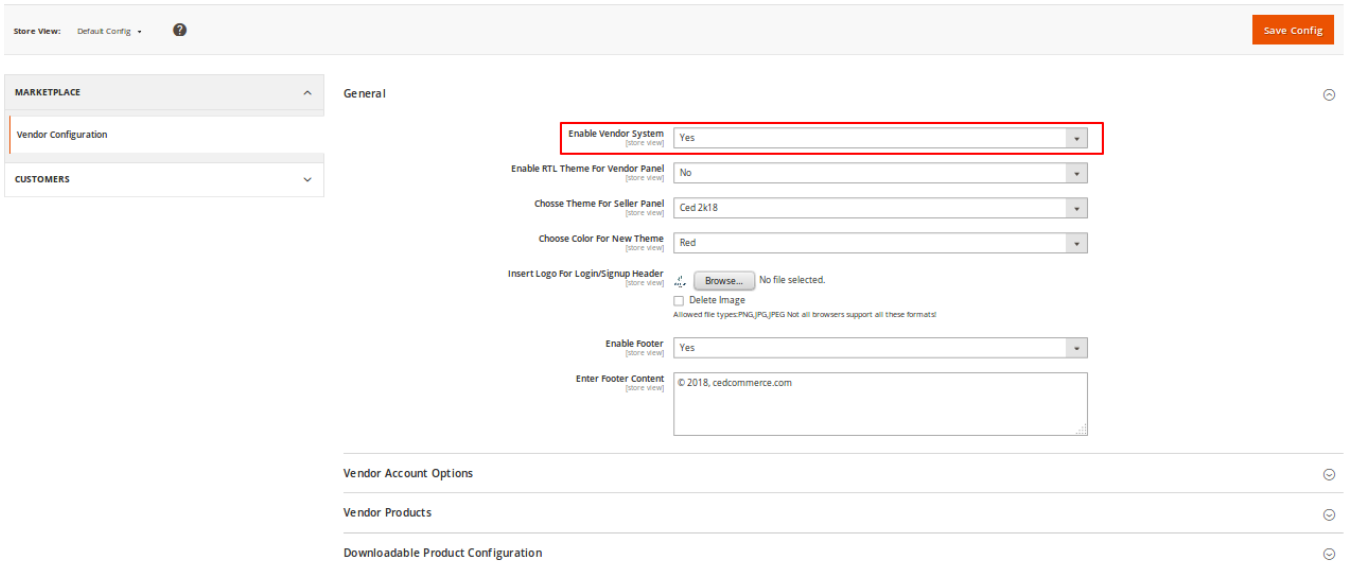 Store View: Default Config
?
Save Config
MARKETPLACE
Vendor Configuration
CUSTOMERS
General
Enable Vendor System
[store view]
Yes
Enable RTL Theme For Vendor Panel
[store view]
No
Chosse Theme For Seller Panel
[store view]
Ced 2k18
Choose Color For New Theme
[store view]
Red
Insert Logo For Login/Signup Header
[store view]
Browse... No file selected.
Delete Image
Allowed file types:PNG,JPG,JPEG Not all browsers support all these formats!
Enable Footer
[store view]
Yes
Enter Footer Content
[store view]
© 2018, cedcommerce.com
Vendor Account Options
Vendor Products
Downloadable Product Configuration